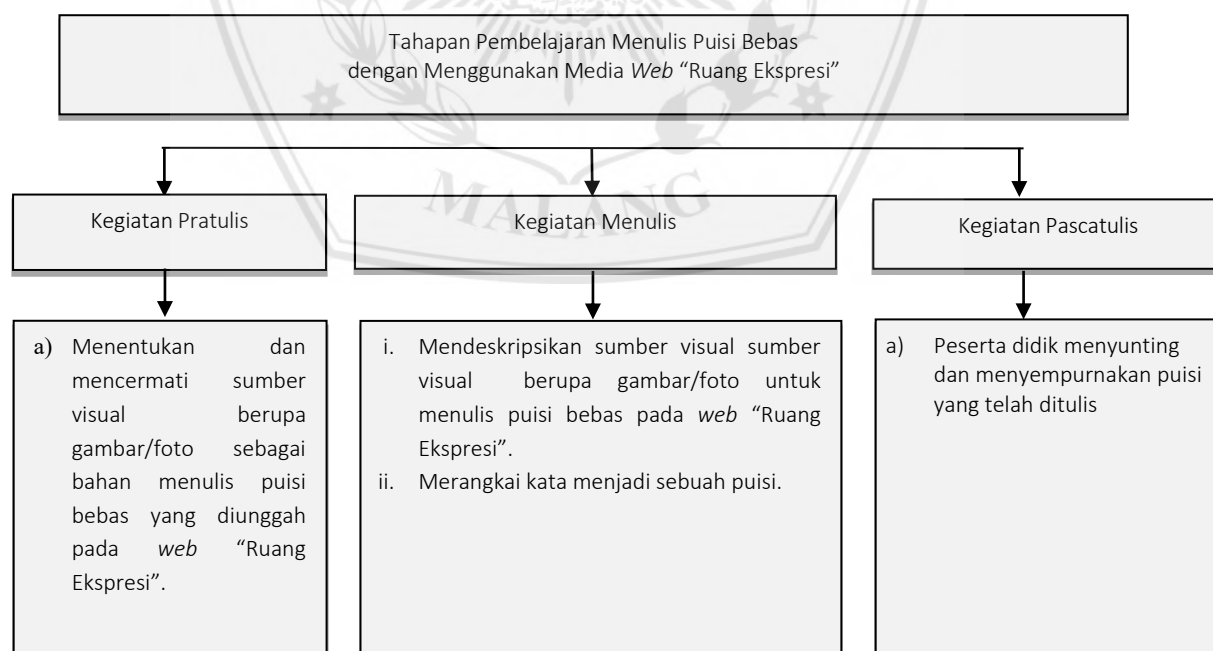 Tahapan Pembelajaran Menulis Puisi Bebas
dengan Menggunakan Media Web “Ruang Ekspresi”
MALANG
Kegiatan Pratulis
Kegiatan Menulis
Kegiatan Pascatulis
a) Menentukan dan
mencermati sumber
visual berupa
gambar/foto sebagai
bahan menulis puisi
bebas yang diunggah
pada web “Ruang
Ekspresi”.
i. Mendeskripsikan sumber visual sumber
visual berupa gambar/foto untuk
menulis puisi bebas pada web “Ruang
Ekspresi”.
ii. Merangkai kata menjadi sebuah puisi.
a) Peserta didik menyunting
dan menyempurnakan puisi
yang telah ditulis